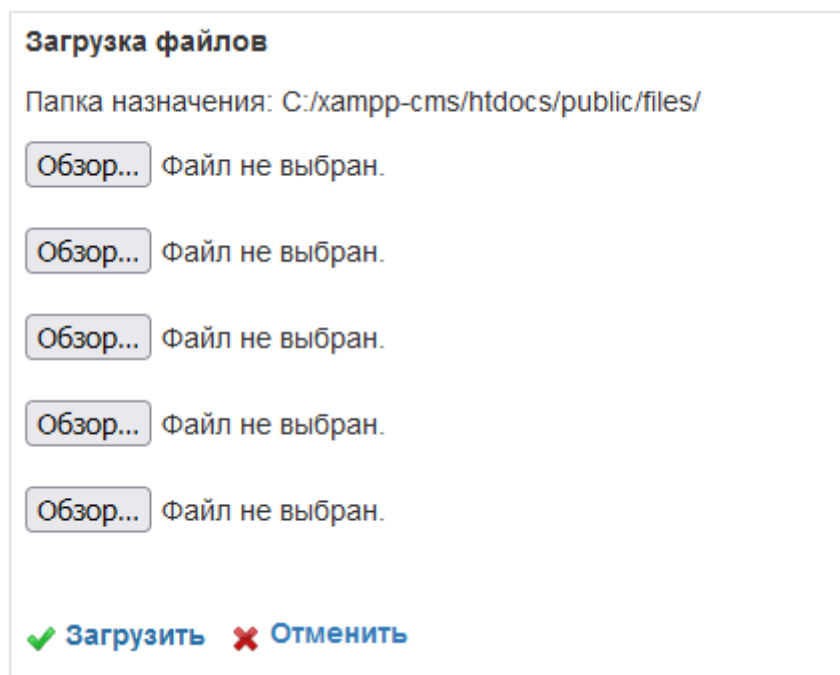 Загрузка файлов
Папка назначения: C:/xampp-cms/htdocs/public/files/
Обзор... Файл не выбран.
Обзор... Файл не выбран.
Обзор... Файл не выбран.
Обзор... Файл не выбран.
Обзор... Файл не выбран.
Загрузить Отменить